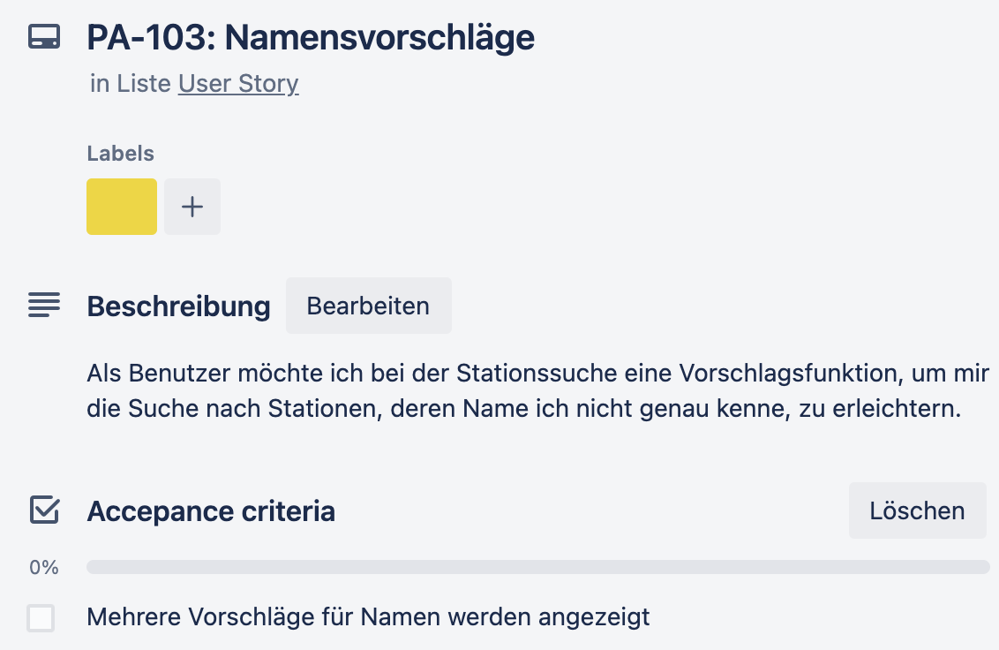 PA-103: Namensvorschläge
in Liste User Story
Labels
+
Beschreibung Bearbeiten
Als Benutzer möchte ich bei der Stationssuche eine Vorschlagsfunktion, um mir
die Suche nach Stationen, deren Name ich nicht genau kenne, zu erleichtern.
Accepance criteria Löschen
0%
Mehrere Vorschläge für Namen werden angezeigt